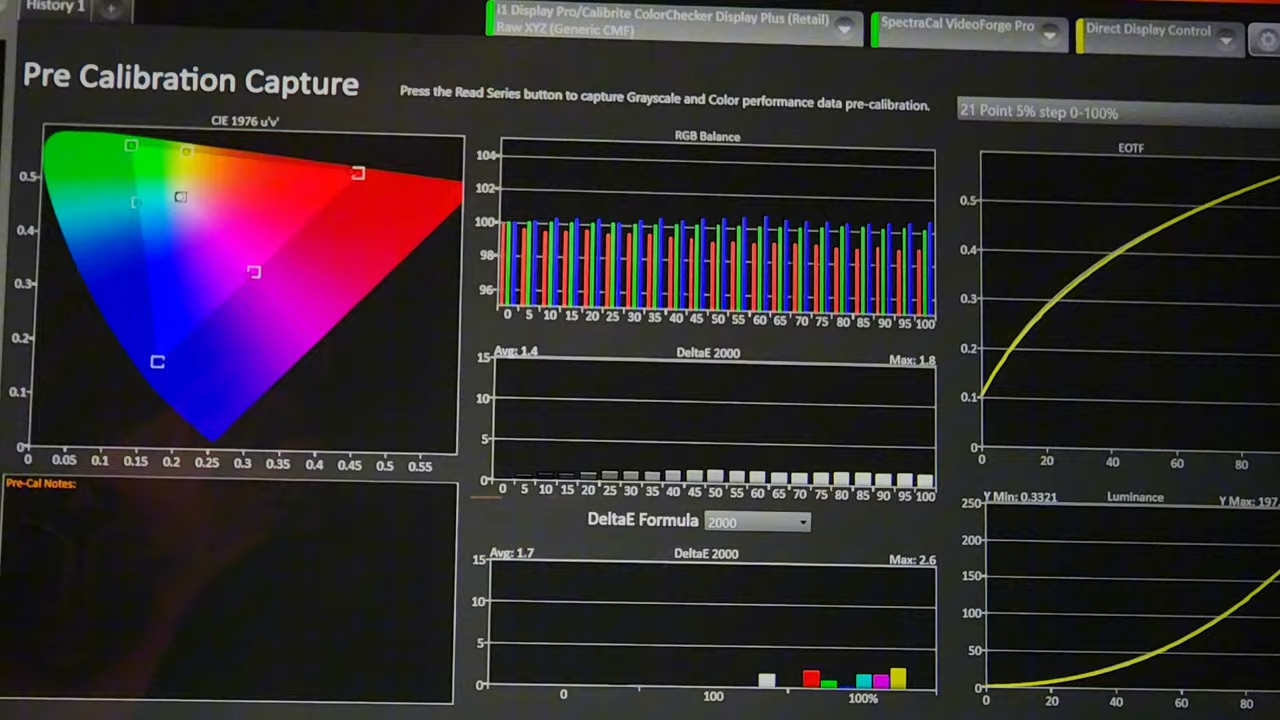 History 1
+
i1 Display Pro/Calibrite ColorChecker Display Plus (Retail)
Raw XYZ (Generic CMF)
SpectraCal VideoForge Pro
Direct Display Control
Pre Calibration Capture
Press the Read Series button to capture Grayscale and Color performance data pre-calibration.
21 Point 5% step 0-100%
CIE 1976 u'v'
0.5
0.4
0.3
0.2
0.1
0
0 0.05 0.1 0.15 0.2 0.25 0.3 0.35 0.4 0.45 0.5 0.55
RGB Balance
104
102
100
98
96
0 5 10 15 20 25 30 35 40 45 50 55 60 65 70 75 80 85 90 95 100
EOTF
0.5
0.4
0.3
0.2
0.1
0
0 20 40 60 80
Avg: 1.4 DeltaE 2000 Max: 1.8
15
10
5
0
0 5 10 15 20 25 30 35 40 45 50 55 60 65 70 75 80 85 90 95 100
Pre-Cal Notes:
DeltaE Formula 2000
Avg: 1.7 DeltaE 2000 Max: 2.6
15
10
5
0
0 100 100%
Y Min: 0.3321 Luminance Y Max: 197.
250
200
150
100
50
0
0 20 40 60 80